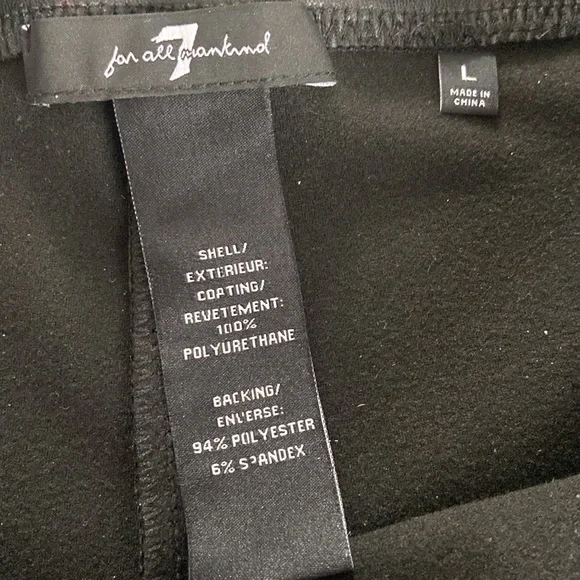 7 for all mankind
L
MADE IN
CHINA
SHELL/
EXTERIEUR:
COATING/
REVETEMENT:
100%
POLYURETHANE
BACKING/
ENVERSE:
94% POLYESTER
6% SPANDEX